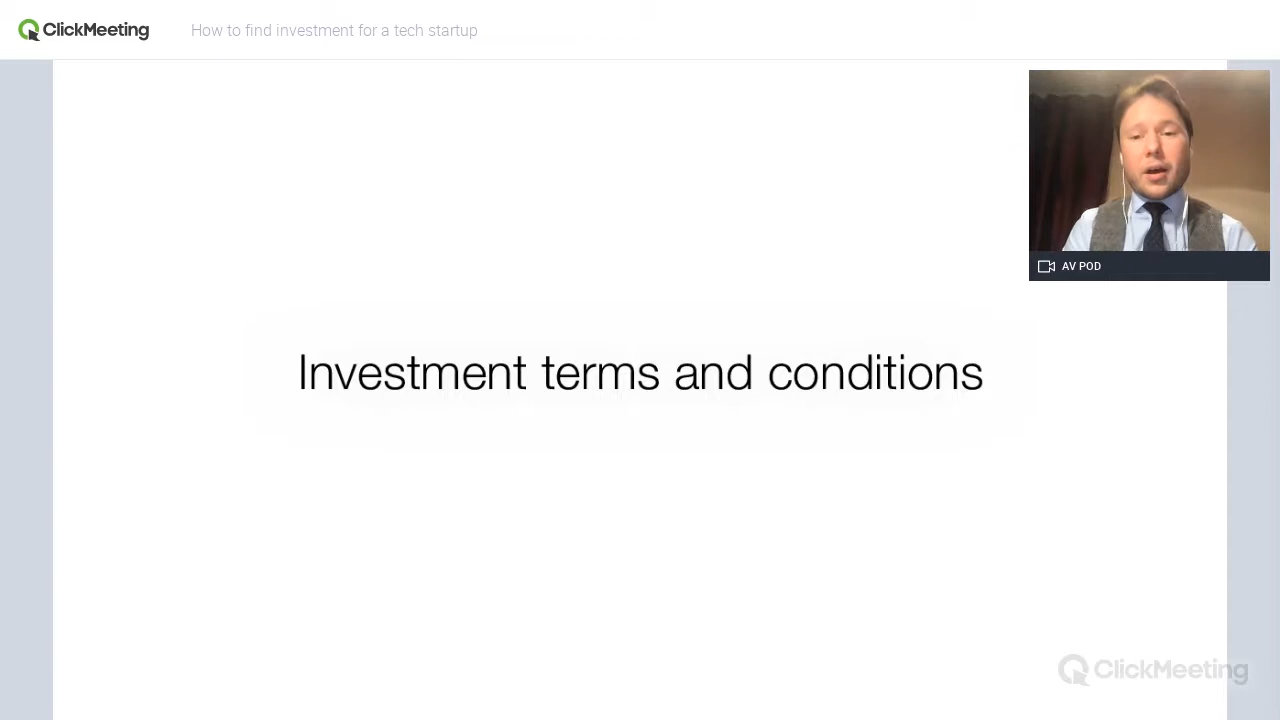 ClickMeeting
How to find investment for a tech startup
AV POD
Investment terms and conditions
ClickMeeting